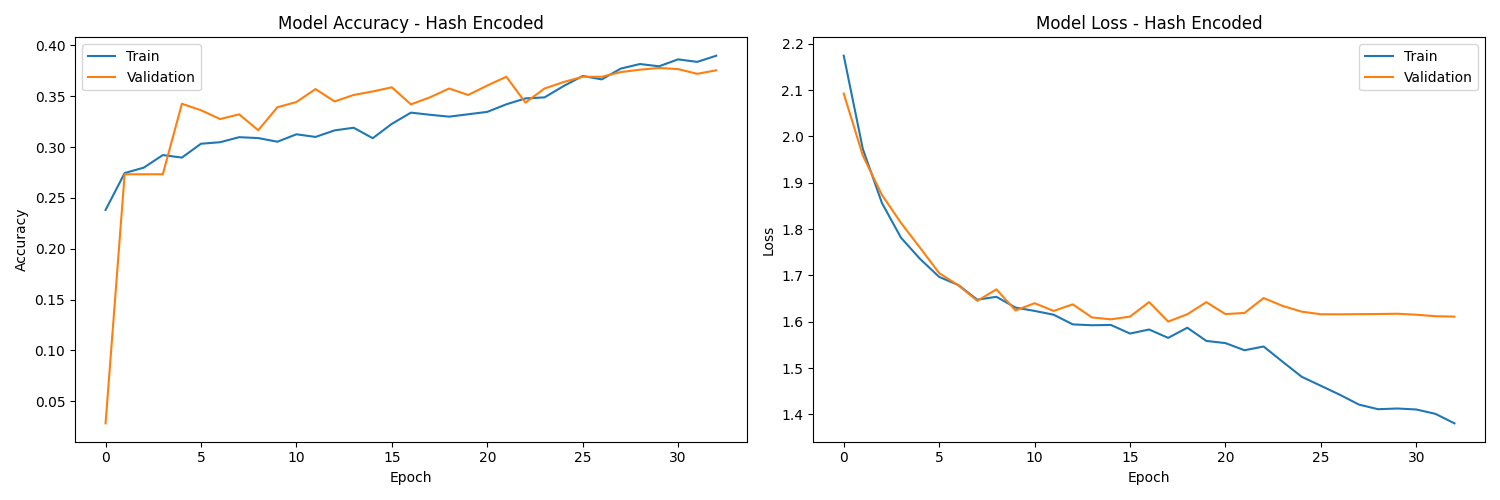 Model Accuracy - Hash Encoded
Train
Validation
0.40
0.35
0.30
0.25
0.20
0.15
0.10
0.05
Accuracy
0 5 10 15 20 25 30
Epoch
Model Loss - Hash Encoded
Train
Validation
2.2
2.1
2.0
1.9
1.8
1.7
1.6
1.5
1.4
Loss
0 5 10 15 20 25 30
Epoch